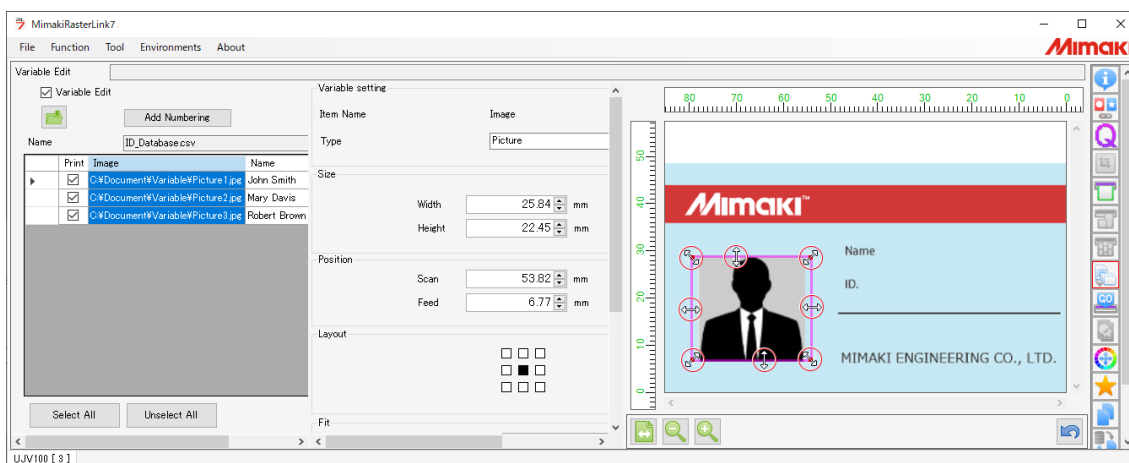 MimakiRasterLink7
File Function Tool Environments About
Mimaki
Variable Edit
Variable Edit
Add Numbering
Name ID_Database.csv
Print Image Name
C:¥Document¥Variable¥Picture1.jpg John Smith
C:¥Document¥Variable¥Picture2.jpg Mary Davis
C:¥Document¥Variable¥Picture3.jpg Robert Brown
Select All Unselect All
Variable setting
Item Name Image
Type Picture
Size
Width 25.84 mm
Height 22.45 mm
Position
Scan 53.82 mm
Feed 6.77 mm
Layout
Fit
80 70 60 50 40 30 20 10 0
50
40
30
20
10
0
Mimaki™
Name
ID.
MIMAKI ENGINEERING CO., LTD.
Q
GO
UJV100 [ 3 ]